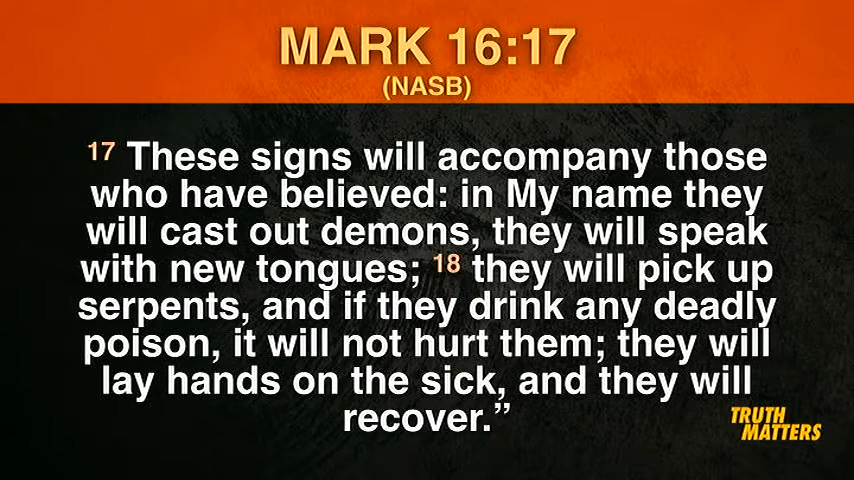 MARK 16:17
(NASB)
17 These signs will accompany those
who have believed: in My name they
will cast out demons, they will speak
with new tongues; 18 they will pick up
serpents, and if they drink any deadly
poison, it will not hurt them; they will
lay hands on the sick, and they will
recover.”
TRUTH
MATTERS